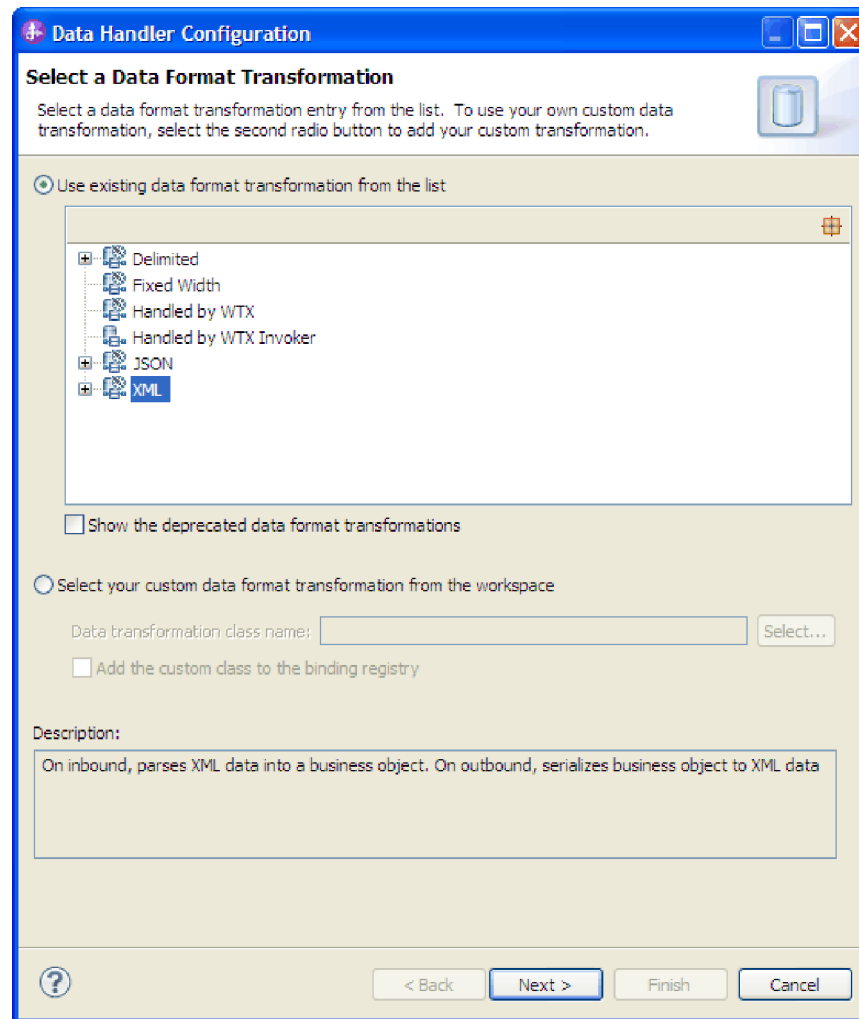 Data Handler Configuration
Select a Data Format Transformation
Select a data format transformation entry from the list. To use your own custom data
transformation, select the second radio button to add your custom transformation.
Use existing data format transformation from the list
Delimited
Fixed Width
Handled by WTX
Handled by WTX Invoker
JSON
XML
Show the deprecated data format transformations
Select your custom data format transformation from the workspace
Data transformation class name:
Select...
Add the custom class to the binding registry
Description:
On inbound, parses XML data into a business object. On outbound, serializes business object to XML data
?
< Back
Next >
Finish
Cancel